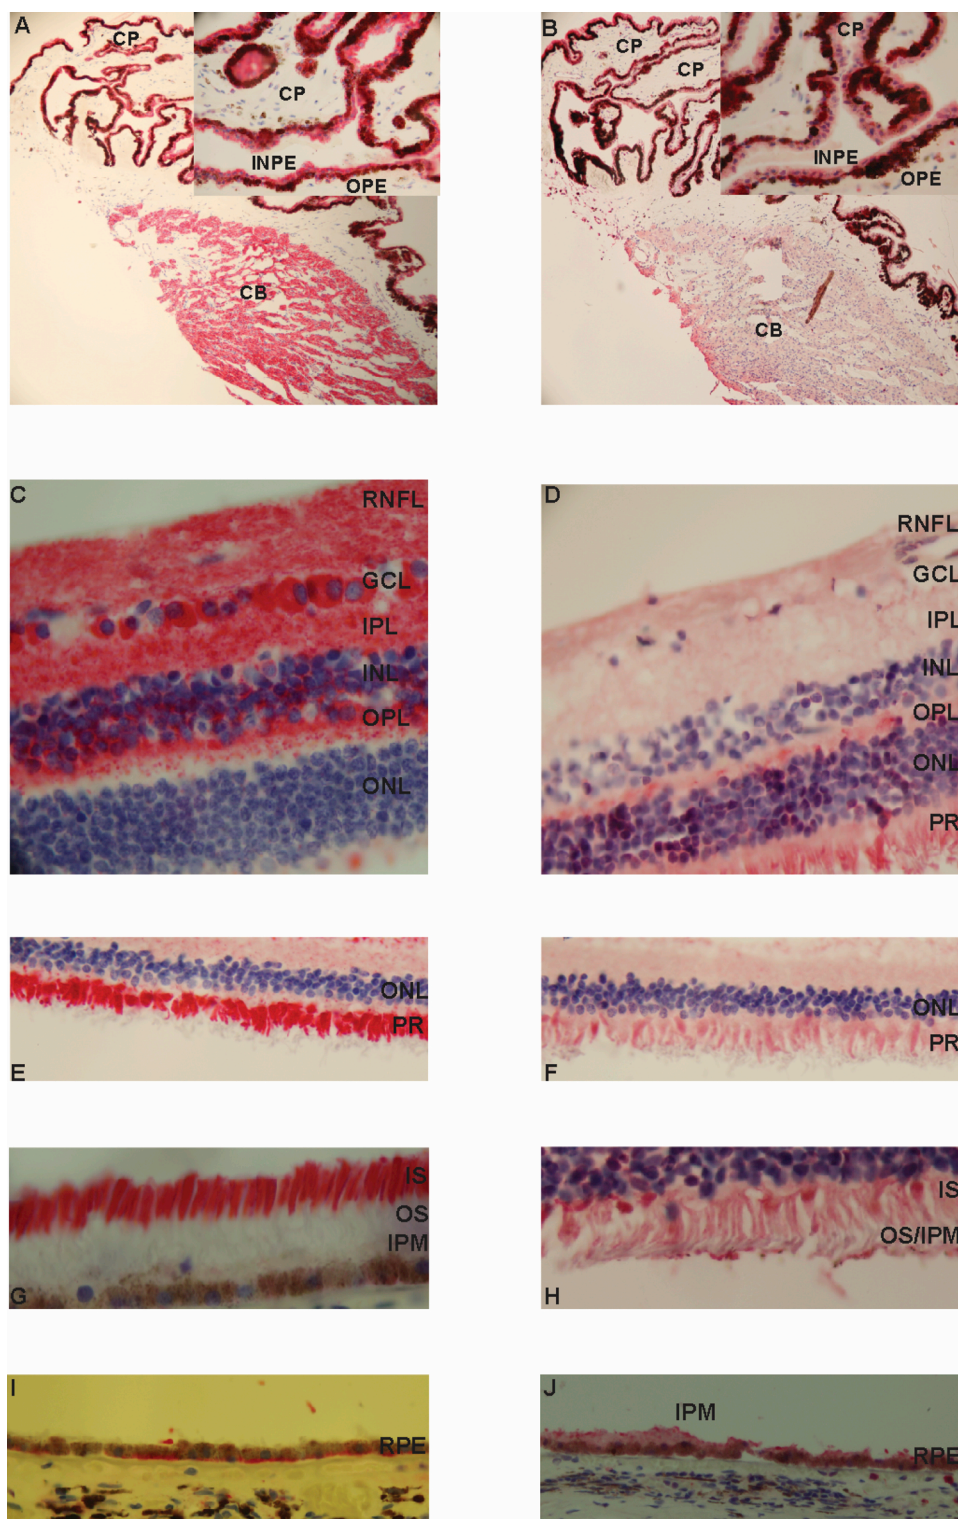 A
CP
CP
INPE
OPE
CB
B
CP
CP
CP
INPE
OPE
CB
C
RNFL
GCL
IPL
INL
OPL
ONL
D
RNFL
GCL
IPL
INL
OPL
ONL
PR
E
ONL
PR
F
ONL
PR
G
IS
OS
IPM
H
IS
OS/IPM
I
RPE
J
IPM
RPE